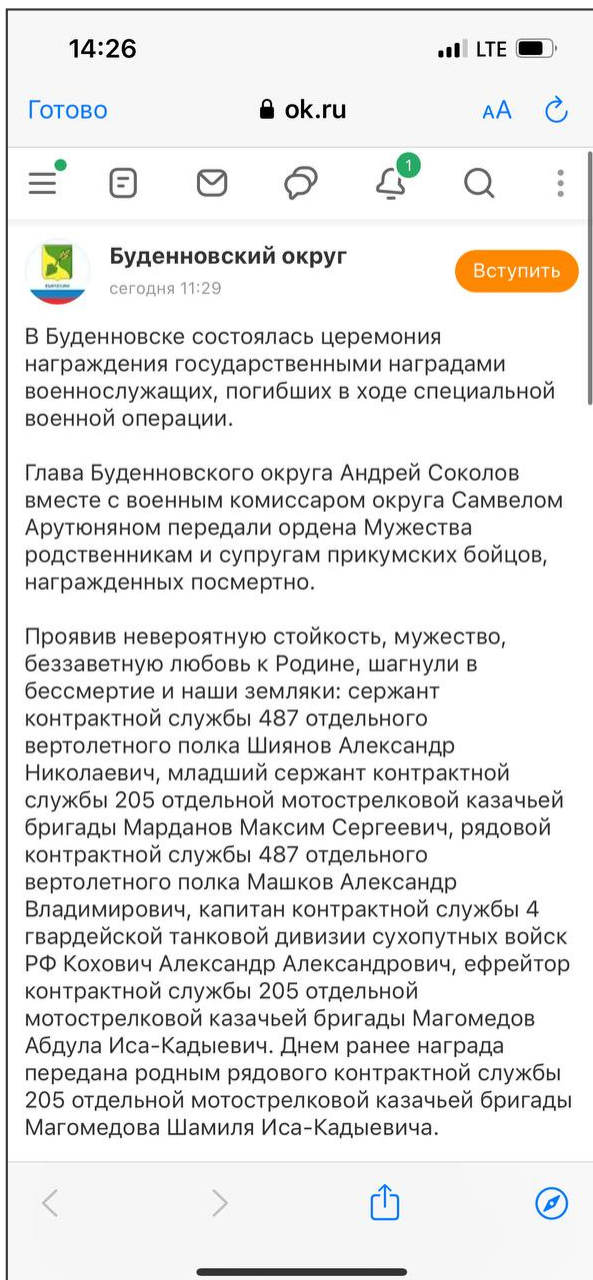 14:26
LTE
Готово
ok.ru
AA
1
Буденновский округ
сегодня 11:29
Вступить
В Буденновске состоялась церемония
награждения государственными наградами
военнослужащих, погибших в ходе специальной
военной операции.
Глава Буденновского округа Андрей Соколов
вместе с военным комиссаром округа Самвелом
Арутюняном передали ордена Мужества
родственникам и супругам прикумских бойцов,
награжденных посмертно.
Проявив невероятную стойкость, мужество,
беззаветную любовь к Родине, шагнули в
бессмертие и наши земляки: сержант
контрактной службы 487 отдельного
вертолетного полка Шиянов Александр
Николаевич, младший сержант контрактной
службы 205 отдельной мотострелковой казачьей
бригады Марданов Максим Сергеевич, рядовой
контрактной службы 487 отдельного
вертолетного полка Машков Александр
Владимирович, капитан контрактной службы 4
гвардейской танковой дивизии сухопутных войск
РФ Кохович Александр Александрович, ефрейтор
контрактной службы 205 отдельной
мотострелковой казачьей бригады Магомедов
Абдула Иса-Кадыевич. Днем ранее награда
передана родным рядового контрактной службы
205 отдельной мотострелковой казачьей бригады
Магомедова Шамиля Иса-Кадыевича.